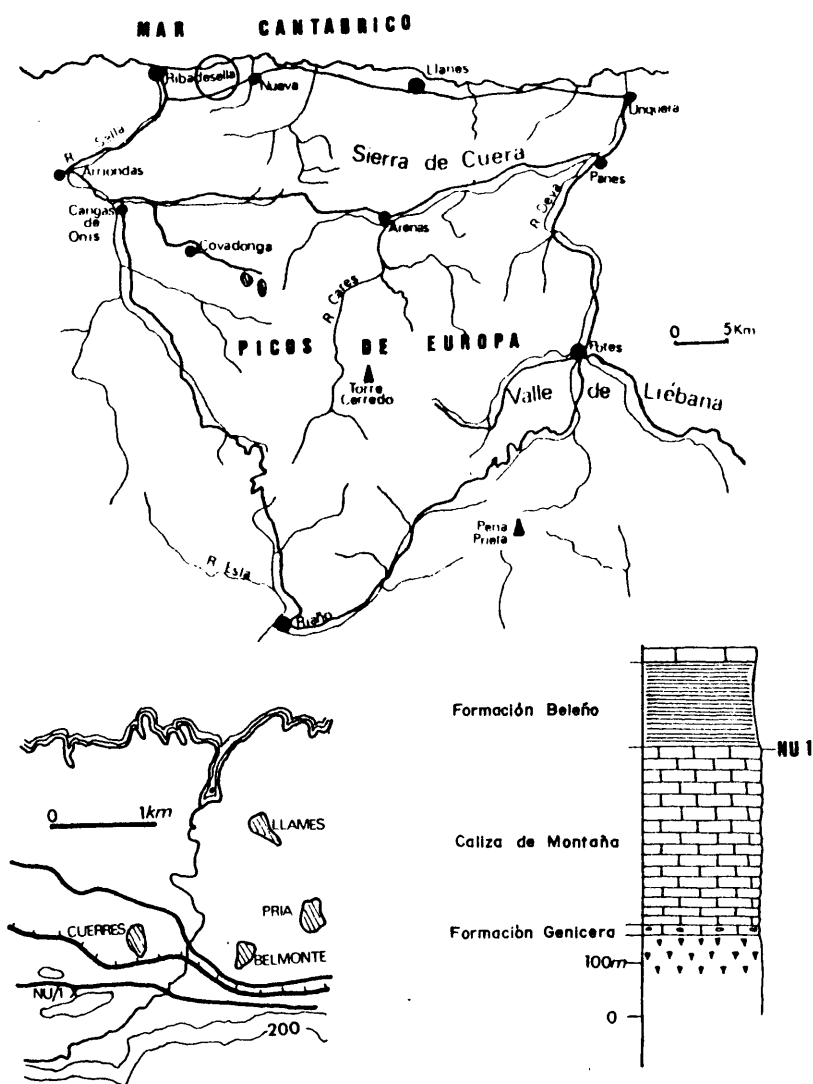 MAR CANTABRICO
Ribadesella
Nueva
Llanes
Unquera
R Sella
Sierra de Cuera
Arriondas
Panes
Cangas
de
Onis
R Deva
Arenas
Covadonga
R Cares
PICOS DE EUROPA
0 5 Km
Potes
Torre
Cerredo
Valle de Liébana
Peña
Prieta
R Esla
Riaño
Formación Beleño
NU 1
0 1 km
LLAMES
Caliza de Montaña
PRIA
CUERRES
Formación Genicera
BELMONTE
100m
NU/1 X
200
0